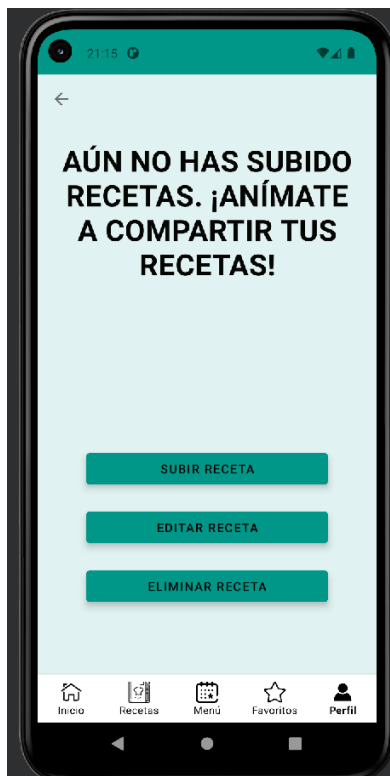 21:15
AÚN NO HAS SUBIDO
RECETAS. ¡ANÍMATE
A COMPARTIR TUS
RECETAS!
SUBIR RECETA
EDITAR RECETA
ELIMINAR RECETA
Inicio Recetas Menú Favoritos Perfil